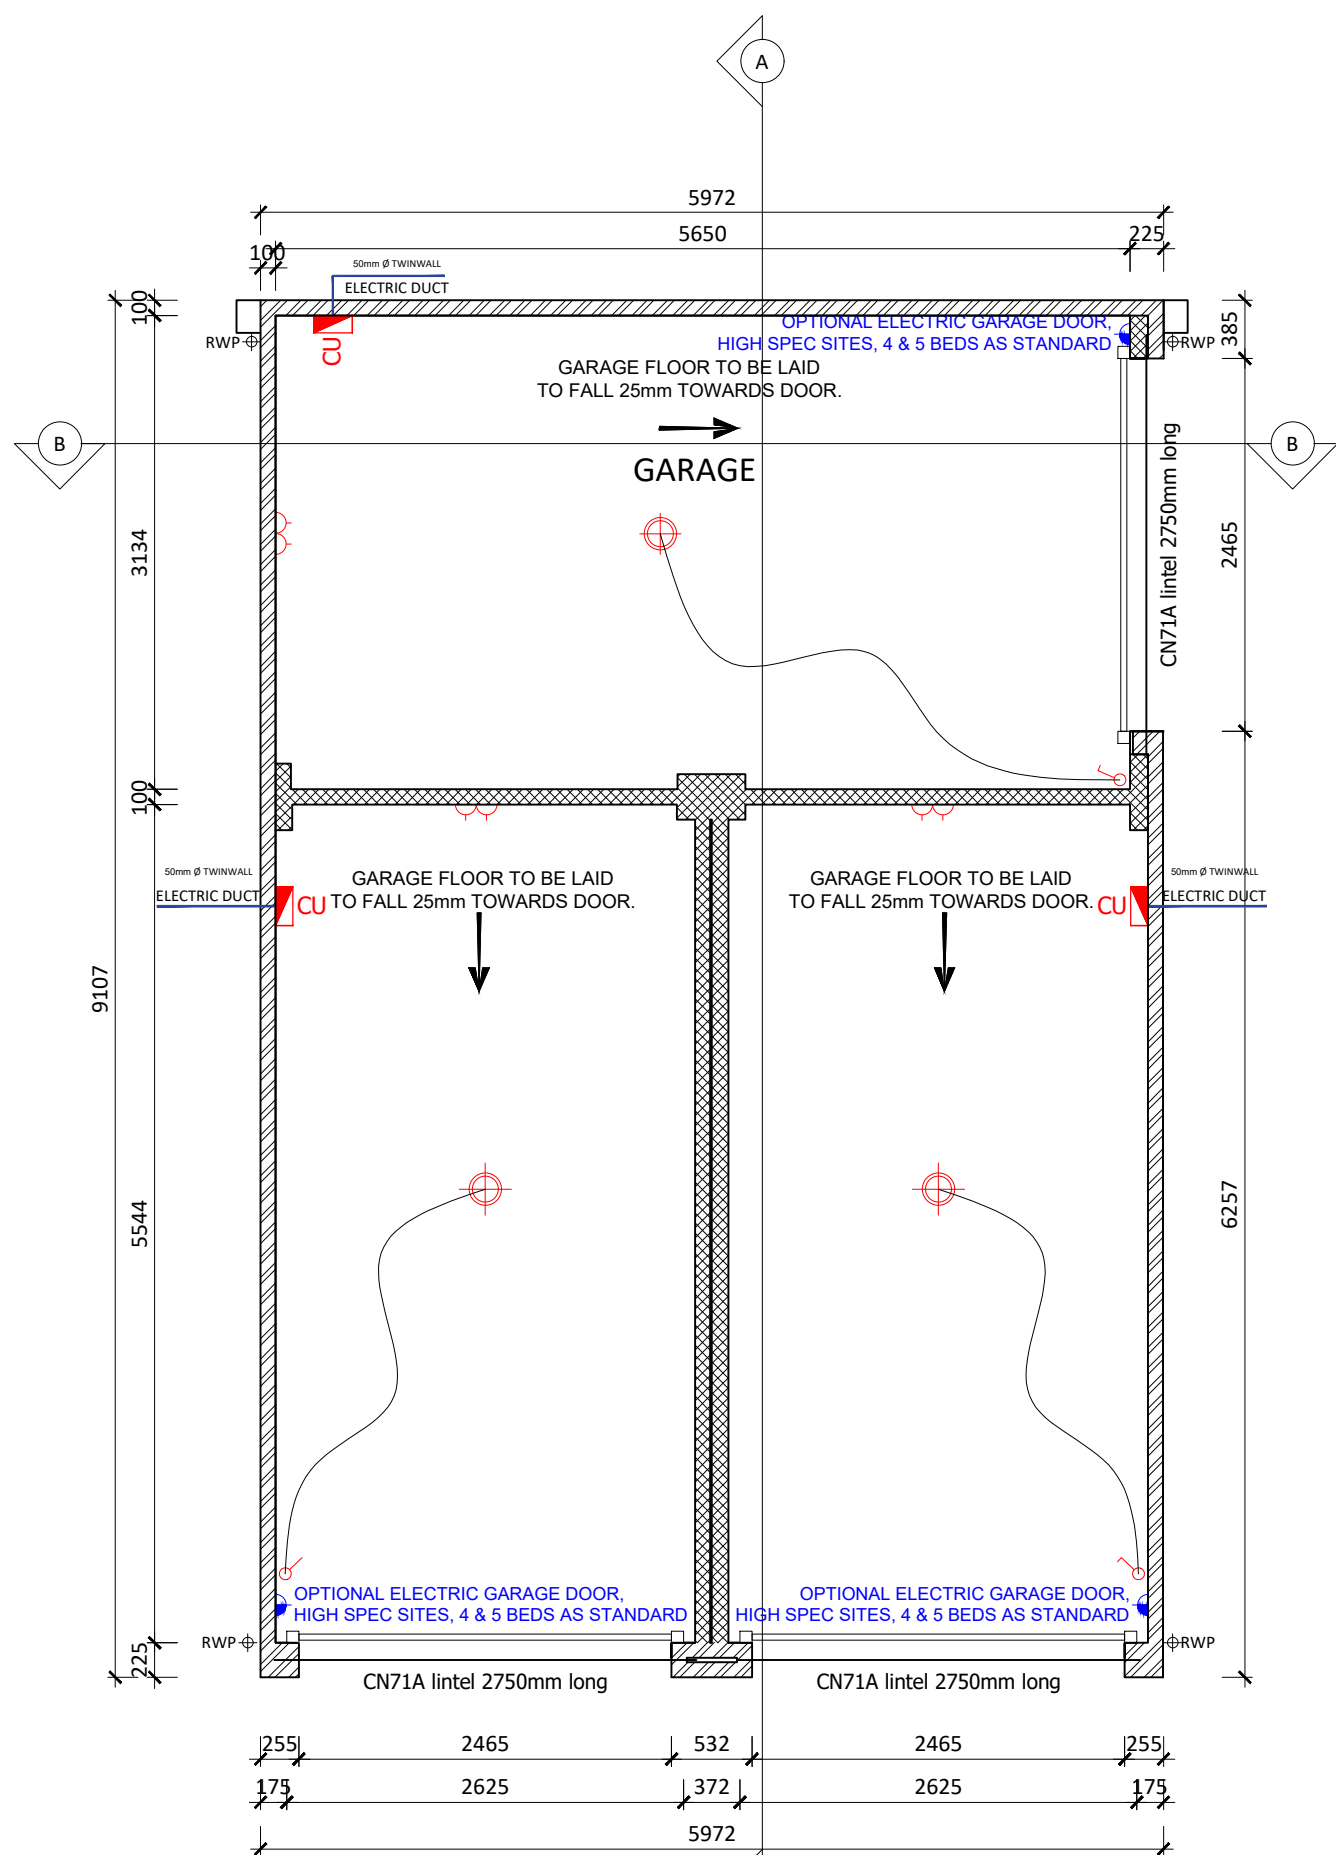 A
5972
5650
225
100
50mm Ø TWINWALL
ELECTRIC DUCT
100
385
RWP
CU
OPTIONAL ELECTRIC GARAGE DOOR,
HIGH SPEC SITES, 4 & 5 BEDS AS STANDARD
RWP
GARAGE FLOOR TO BE LAID
TO FALL 25mm TOWARDS DOOR.
B
B
GARAGE
CN71A lintel 2750mm long
3134
2465
100
50mm Ø TWINWALL
ELECTRIC DUCT
CU
GARAGE FLOOR TO BE LAID
TO FALL 25mm TOWARDS DOOR.
GARAGE FLOOR TO BE LAID
TO FALL 25mm TOWARDS DOOR.
CU
50mm Ø TWINWALL
ELECTRIC DUCT
9107
5544
6257
OPTIONAL ELECTRIC GARAGE DOOR,
HIGH SPEC SITES, 4 & 5 BEDS AS STANDARD
OPTIONAL ELECTRIC GARAGE DOOR,
HIGH SPEC SITES, 4 & 5 BEDS AS STANDARD
RWP
RWP
225
CN71A lintel 2750mm long
CN71A lintel 2750mm long
255
2465
532
2465
255
175
2625
372
2625
175
5972